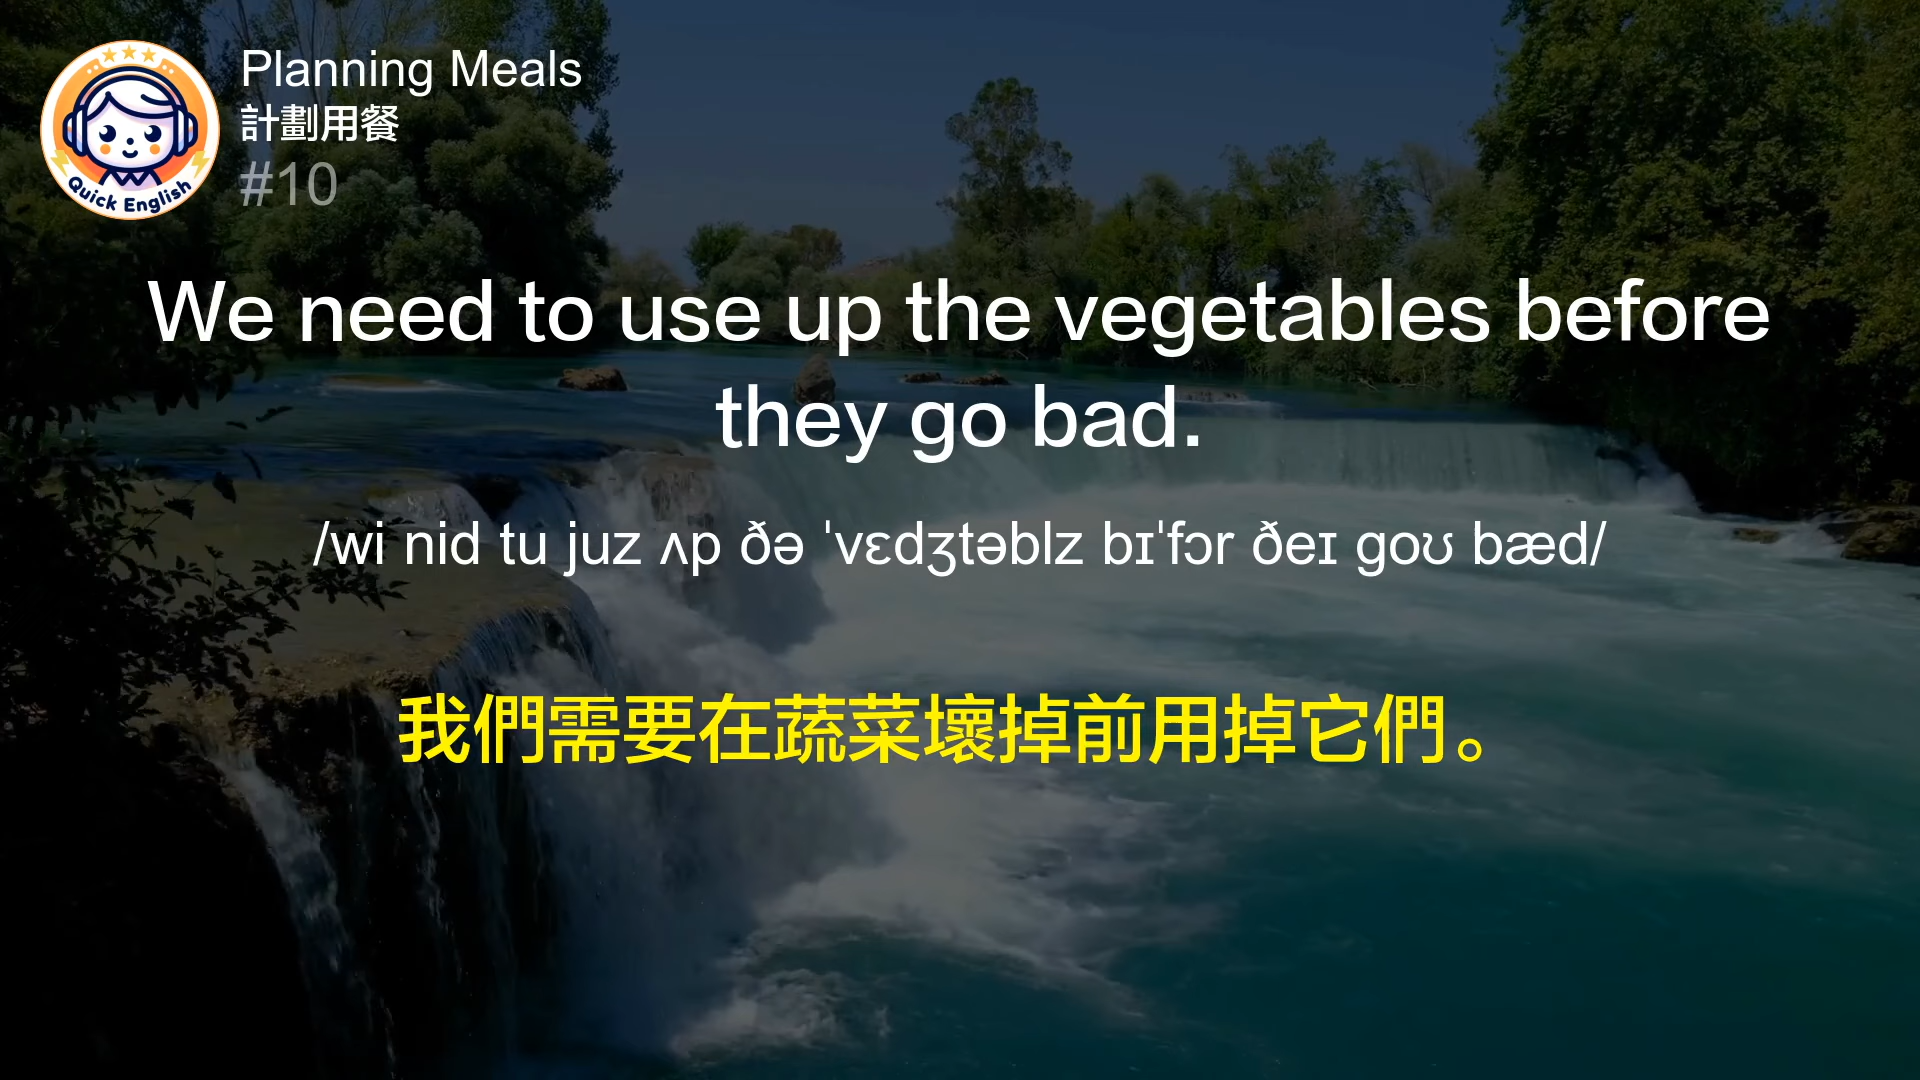 Planning Meals
計劃用餐
#10
Quick English
We need to use up the vegetables before
they go bad.
/wi nid tu juz ʌp ðə ˈvɛdʒtəblz bɪˈfɔr ðeɪ goʊ bæd/
我們需要在蔬菜壞掉前用掉它們。